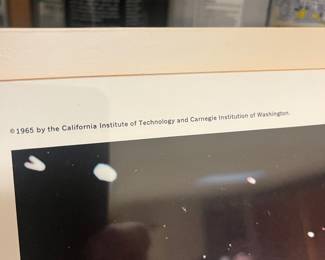 ©1965 by the California Institute of Technology and Carnegie Institution of Washington.